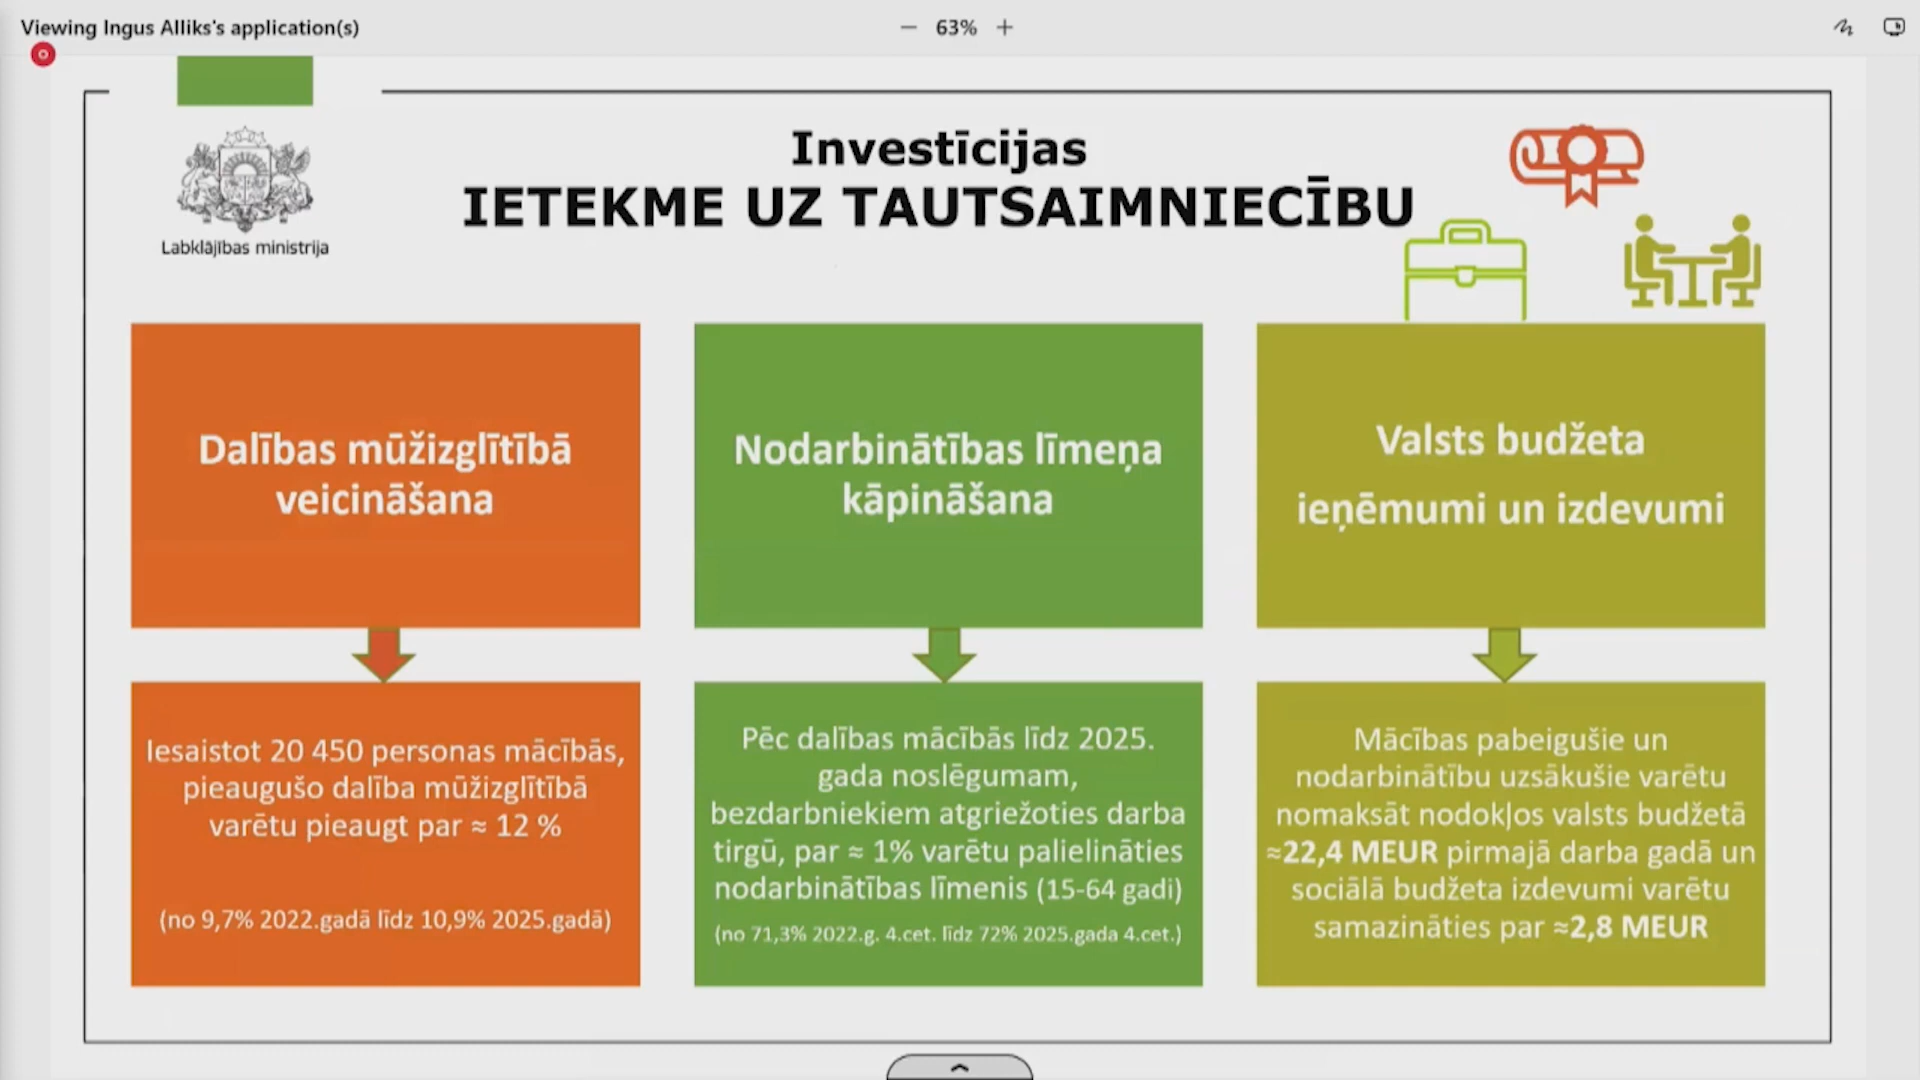 Viewing Ingus Alliks's application(s)
63%
Labklājības ministrija
Investīcijas
IETEKME UZ TAUTSAIMNIECĪBU
Dalības mūžizglītībā
veicināšana
Nodarbinātības līmeņa
kāpināšana
Valsts budžeta
ieņēmumi un izdevumi
Iesaistot 20 450 personas mācībās,
pieaugušo dalība mūžizglītībā
varētu pieaugt par ≈ 12 %
(no 9,7% 2022.gadā līdz 10,9% 2025.gadā)
Pēc dalības mācībās līdz 2025.
gada noslēgumam,
bezdarbniekiem atgriežoties darba
tirgū, par ≈ 1% varētu palielināties
nodarbinātības līmenis (15-64 gadi)
(no 71,3% 2022.g. 4.cet. līdz 72% 2025.gada 4.cet.)
Mācības pabeigušie un
nodarbinātību uzsākušie varētu
nomaksāt nodokļos valsts budžetā
≈22,4 MEUR pirmajā darba gadā un
sociālā budžeta izdevumi varētu
samazināties par ≈2,8 MEUR